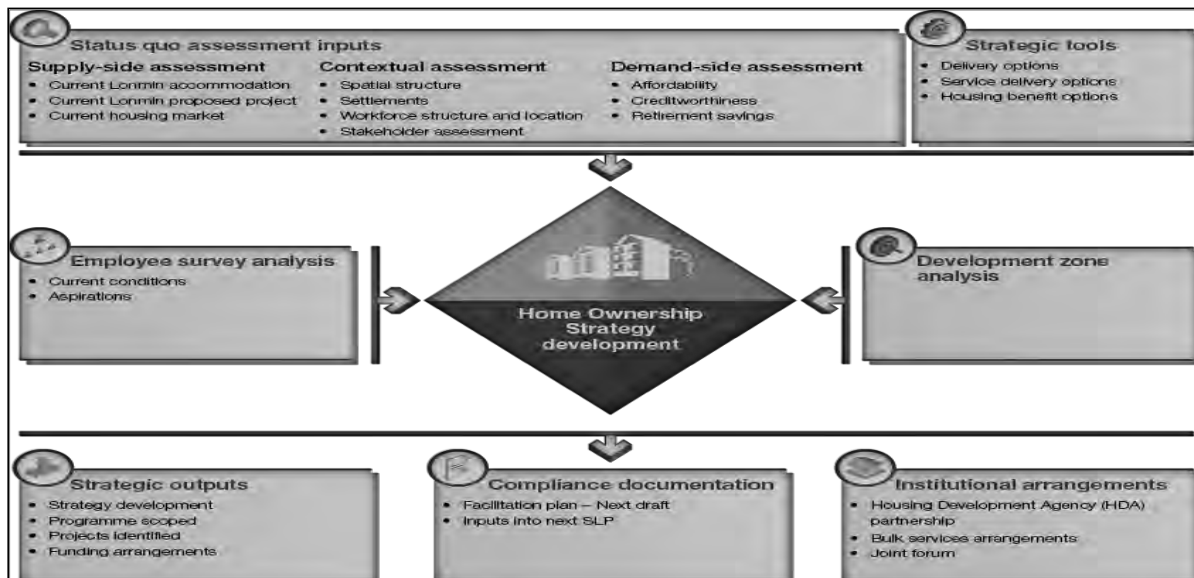 Status quo assessment inputs
Supply-side assessment
• Current Lonmin accommodation
• Current Lonmin proposed project
• Current housing market
Contextual assessment
• Spatial structure
• Settlements
• Workforce structure and location
• Stakeholder assessment
Demand-side assessment
• Affordability
• Creditworthiness
• Retirement savings
Strategic tools
• Delivery options
• Service delivery options
• Housing benefit options
Employee survey analysis
• Current conditions
• Aspirations
Home Ownership
Strategy
development
Development zone
analysis
Strategic outputs
• Strategy development
• Programme scoped
• Projects identified
• Funding arrangements
Compliance documentation
• Facilitation plan – Next draft
• Inputs into next SLP
Institutional arrangements
• Housing Development Agency (HDA)
partnership
• Bulk services arrangements
• Joint forum